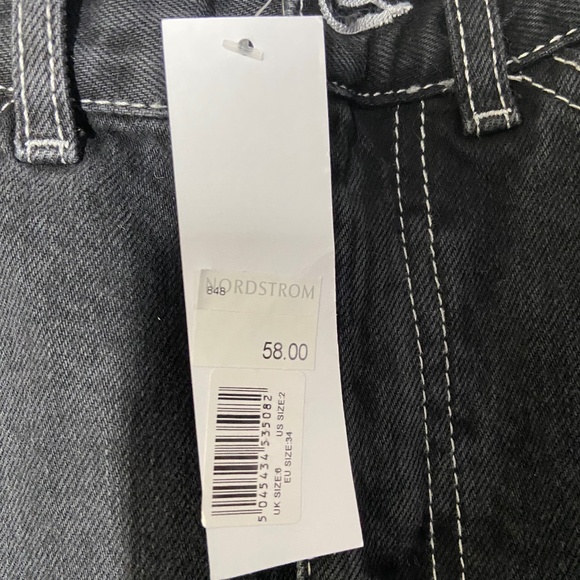 848
NORDSTROM
58.00
5 045434 535082
UK SIZE:6 US SIZE:2
EU SIZE:34